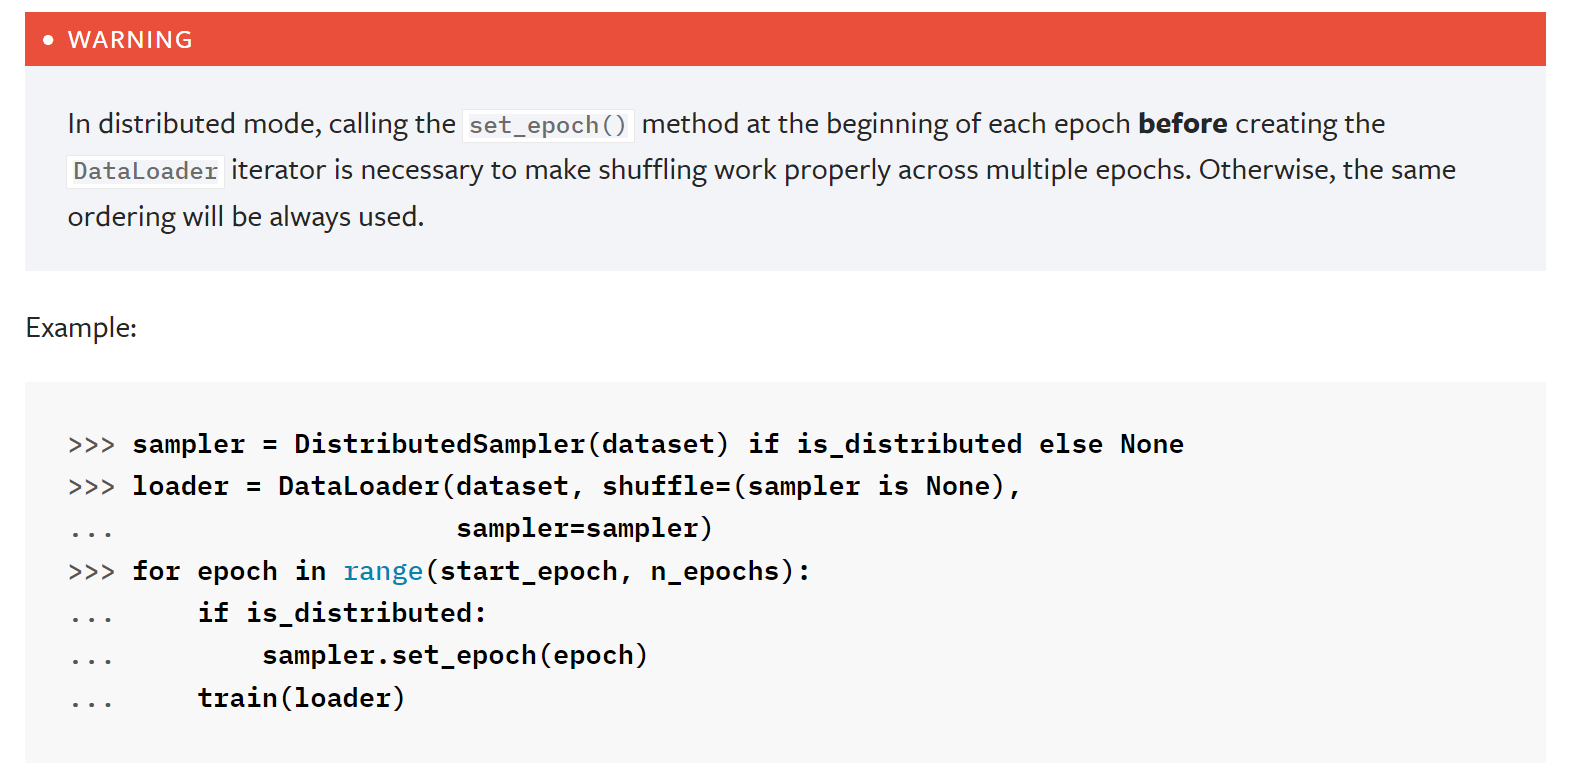 • WARNING
In distributed mode, calling the set_epoch() method at the beginning of each epoch before creating the
DataLoader iterator is necessary to make shuffling work properly across multiple epochs. Otherwise, the same
ordering will be always used.
Example:
>>> sampler = DistributedSampler(dataset) if is_distributed else None
>>> loader = DataLoader(dataset, shuffle=(sampler is None),
...                     sampler=sampler)
>>> for epoch in range(start_epoch, n_epochs):
...     if is_distributed:
...         sampler.set_epoch(epoch)
...     train(loader)